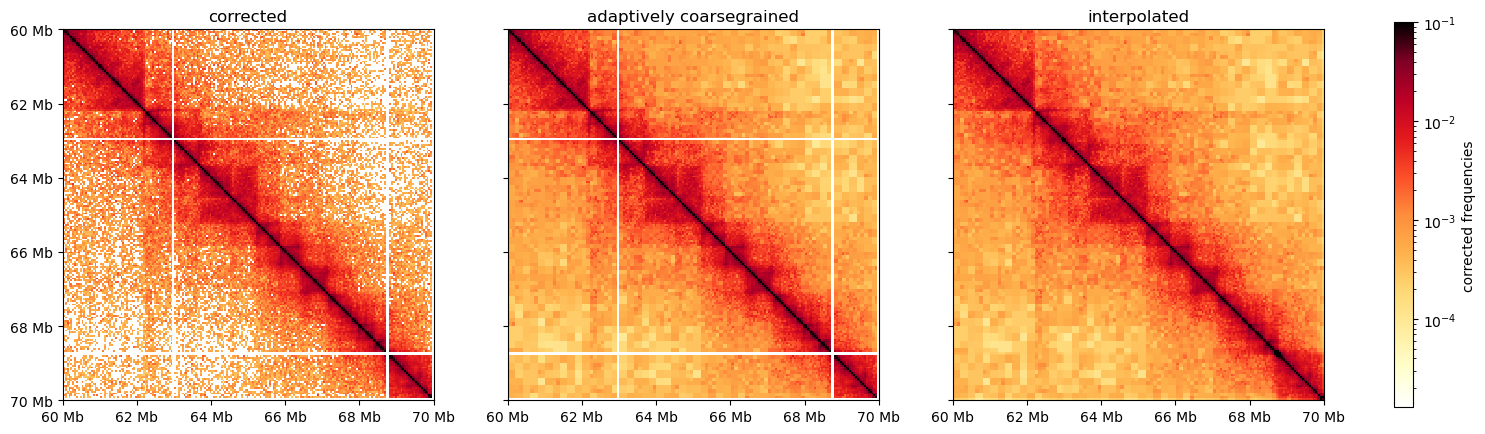 corrected
adaptively coarsegrained
interpolated
60 Mb
62 Mb
64 Mb
66 Mb
68 Mb
70 Mb
60 Mb 62 Mb 64 Mb 66 Mb 68 Mb 70 Mb
60 Mb 62 Mb 64 Mb 66 Mb 68 Mb 70 Mb
60 Mb 62 Mb 64 Mb 66 Mb 68 Mb 70 Mb
10⁻¹
10⁻²
10⁻³
10⁻⁴
corrected frequencies